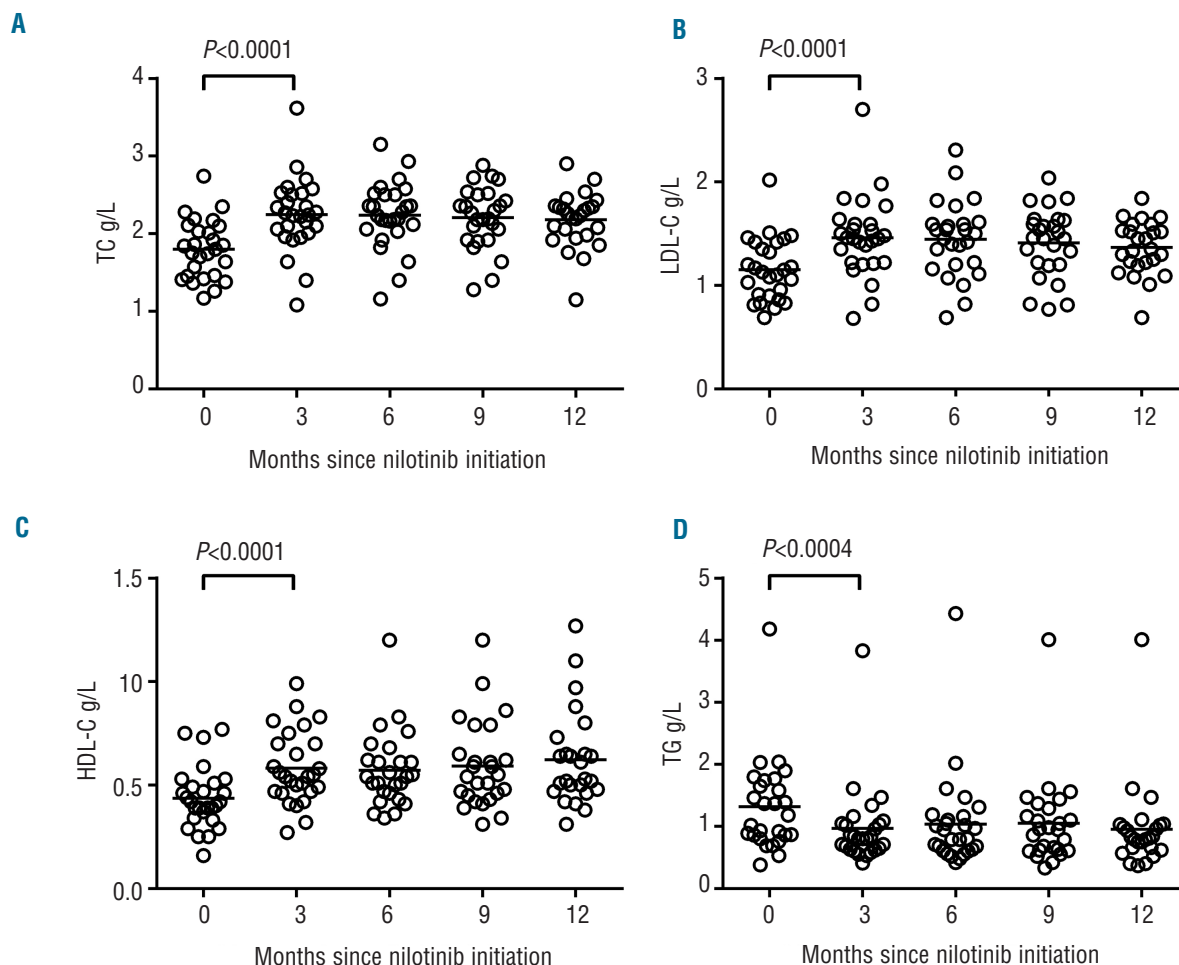 A
P<0.0001
TC g/L
4
3
2
1
0
0 3 6 9 12
Months since nilotinib initiation
B
P<0.0001
LDL-C g/L
3
2
1
0
0 3 6 9 12
Months since nilotinib initiation
C
P<0.0001
HDL-C g/L
1.5
10
0.5
0.0
0 3 6 9 12
Months since nilotinib initiation
D
P<0.0004
TG g/L
5
4
3
2
1
0
0 3 6 9 12
Months since nilotinib initiation